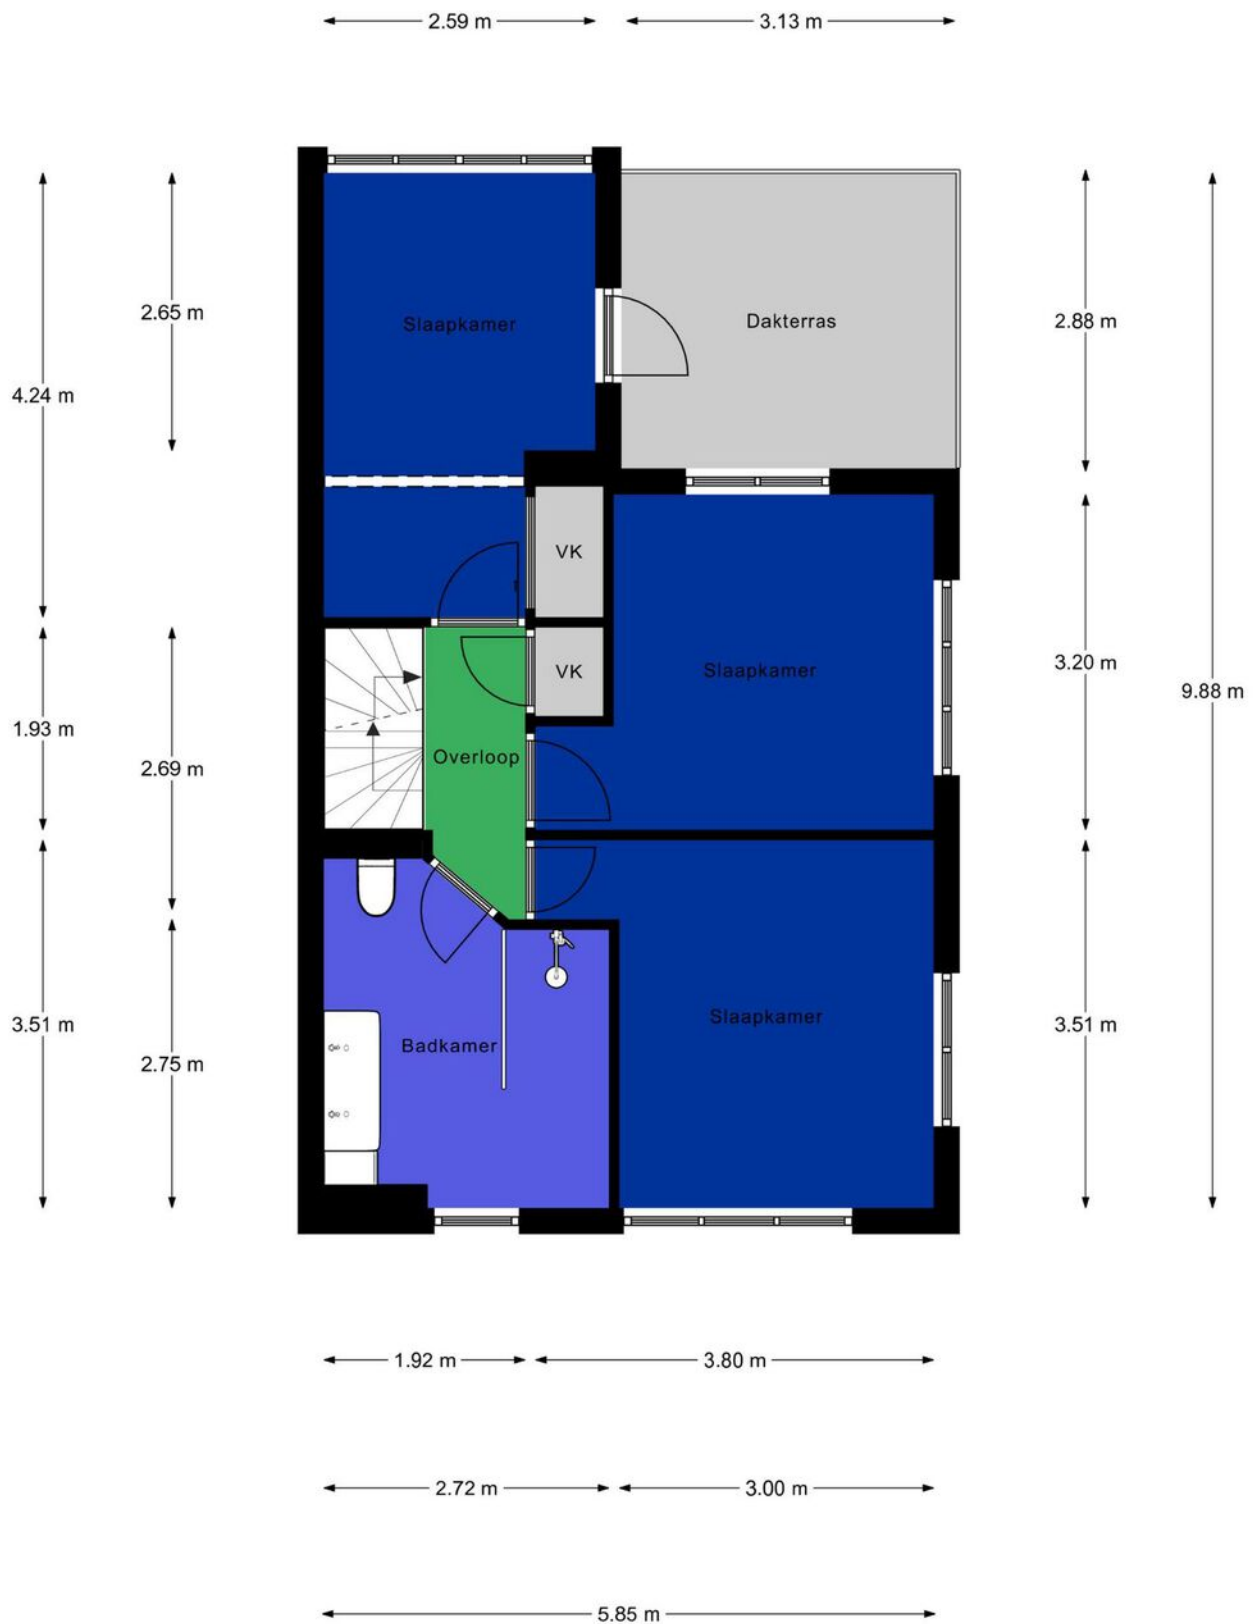 2.59 m
3.13 m
2.65 m
Slaapkamer
Dakterras
2.88 m
4.24 m
VK
3.20 m
VK
Slaapkamer
9.88 m
1.93 m
Overloop
2.69 m
3.51 m
Slaapkamer
3.51 m
Badkamer
2.75 m
1.92 m
3.80 m
2.72 m
3.00 m
5.85 m